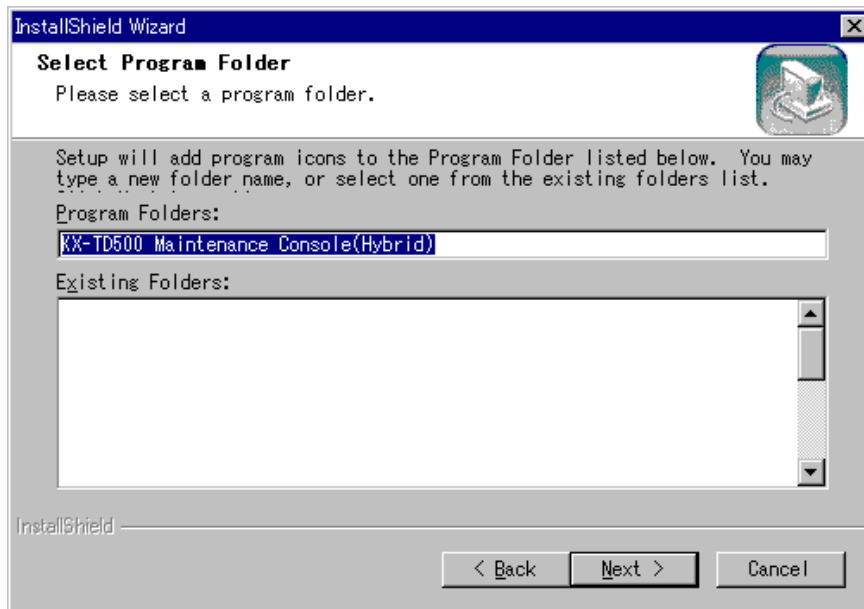 InstallShield Wizard
Select Program Folder
Please select a program folder.
Setup will add program icons to the Program Folder listed below.  You may
type a new folder name, or select one from the existing folders list.
Program Folders:
KX-TD500 Maintenance Console(Hybrid)
Existing Folders:
InstallShield
< Back
Next >
Cancel